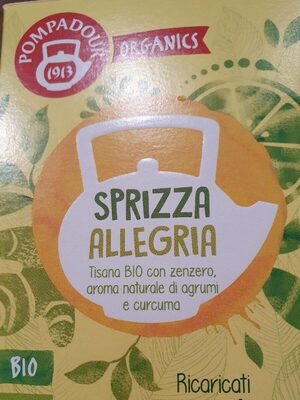 POMPADOUR
1913
ORGANICS
SPRIZZA
ALLEGRIA
Tisana BIO con zenzero,
aroma naturale di agrumi
e curcuma
BIO
Ricaricati